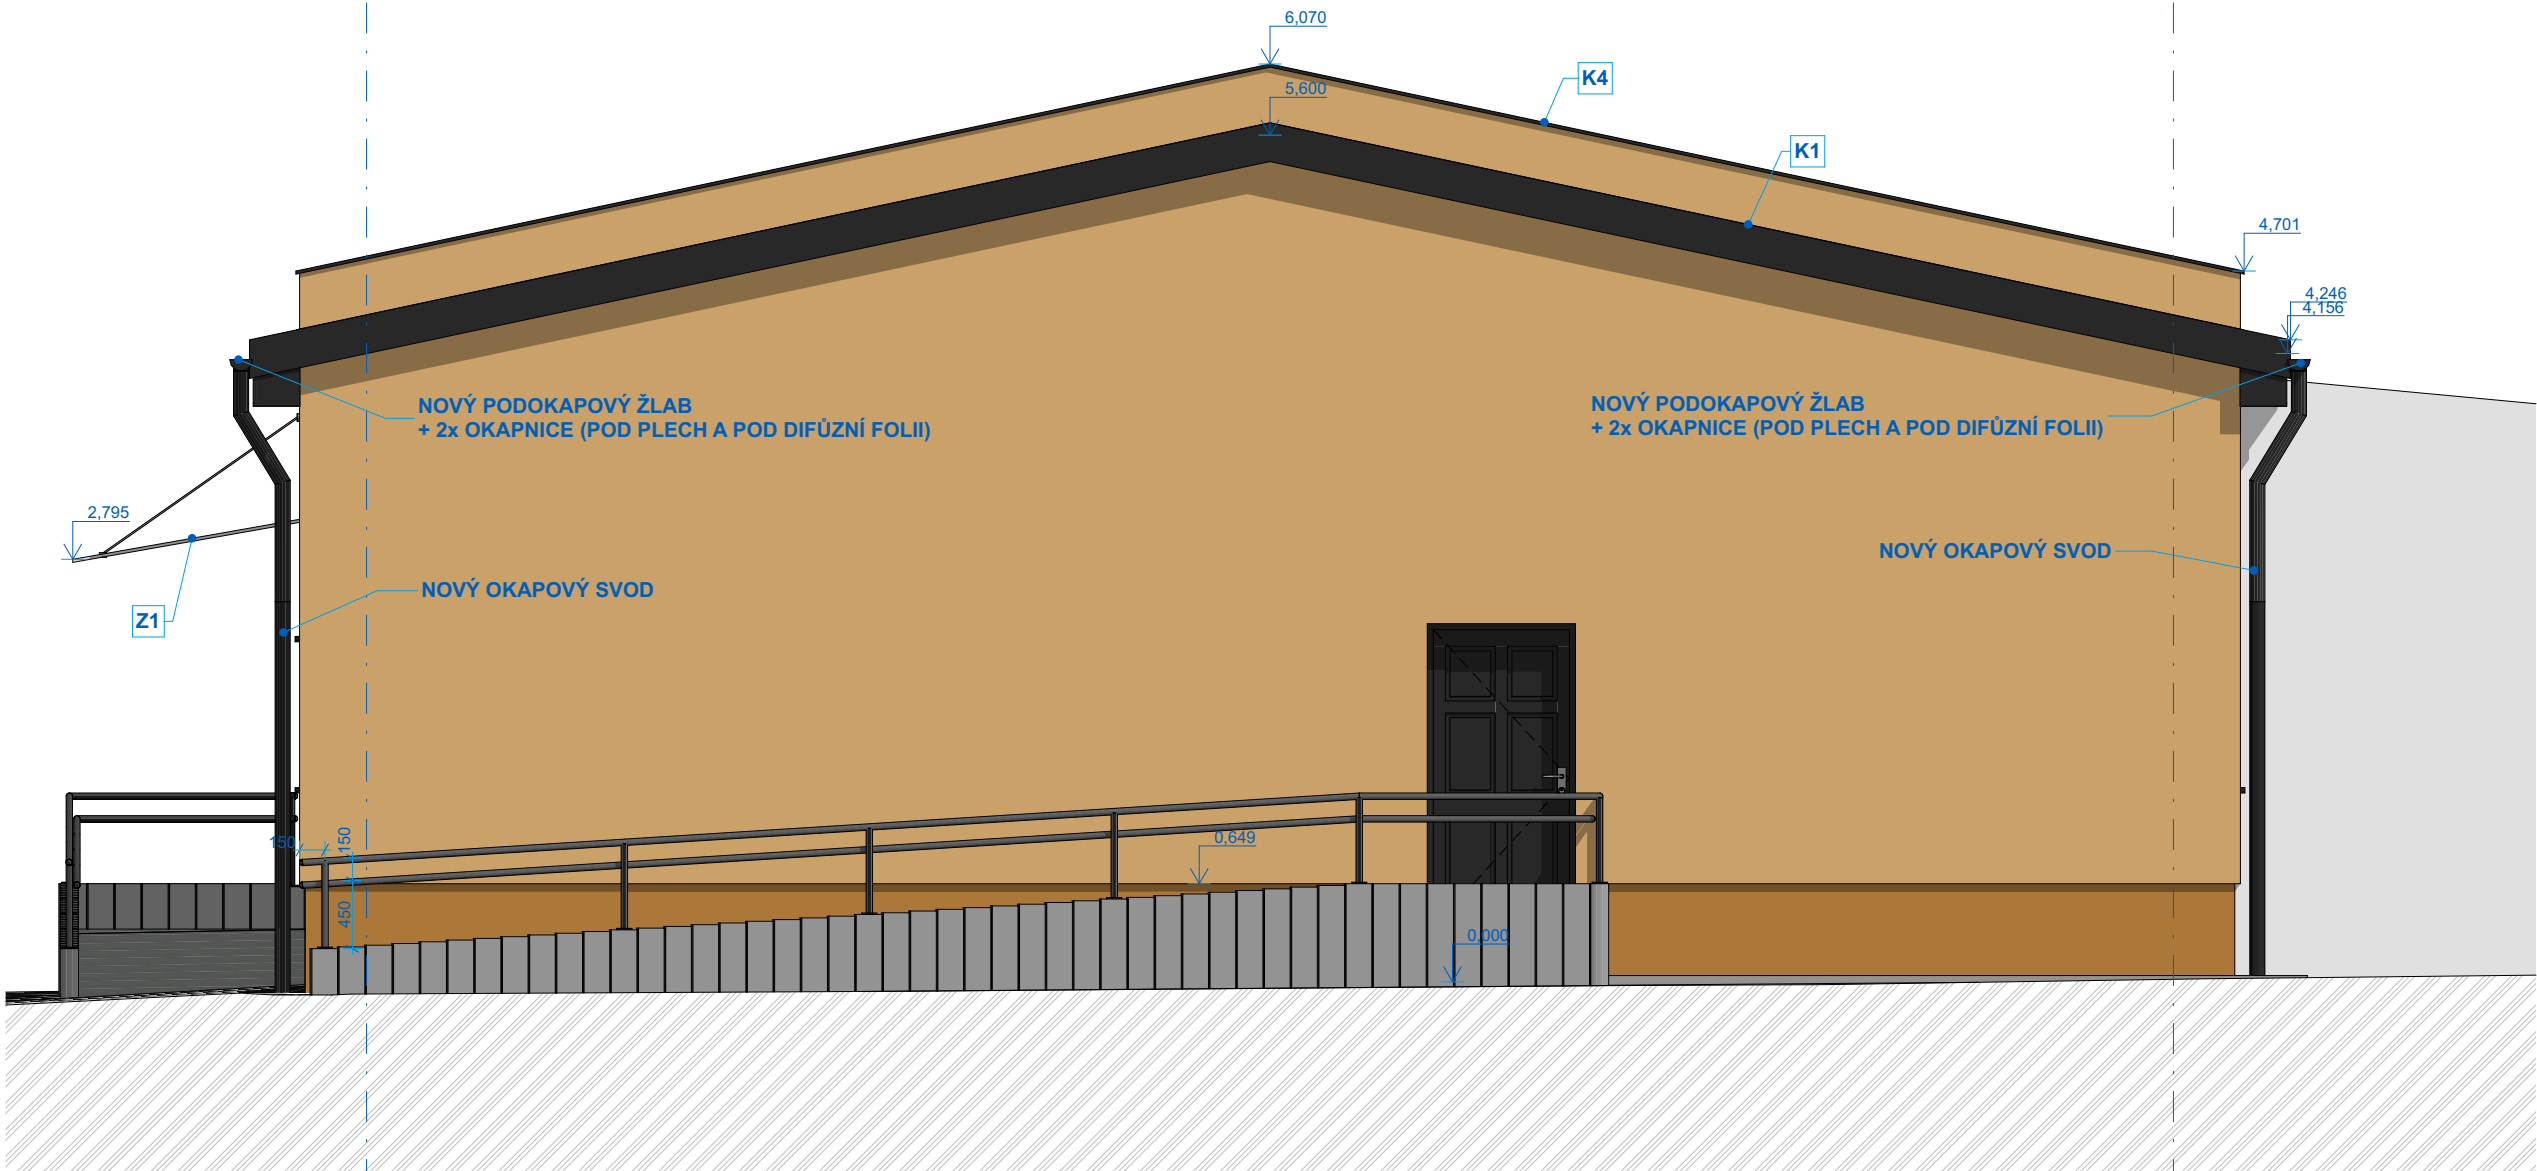 6,070
K4
5,600
K1
4,701
4,246
4,156
NOVÝ PODOKAPOVÝ ŽLAB
+ 2x OKAPNICE (POD PLECH A POD DIFŮZNÍ FOLII)
NOVÝ PODOKAPOVÝ ŽLAB
+ 2x OKAPNICE (POD PLECH A POD DIFŮZNÍ FOLII)
2,795
NOVÝ OKAPOVÝ SVOD
NOVÝ OKAPOVÝ SVOD
Z1
150
150
0,649
450
0,000